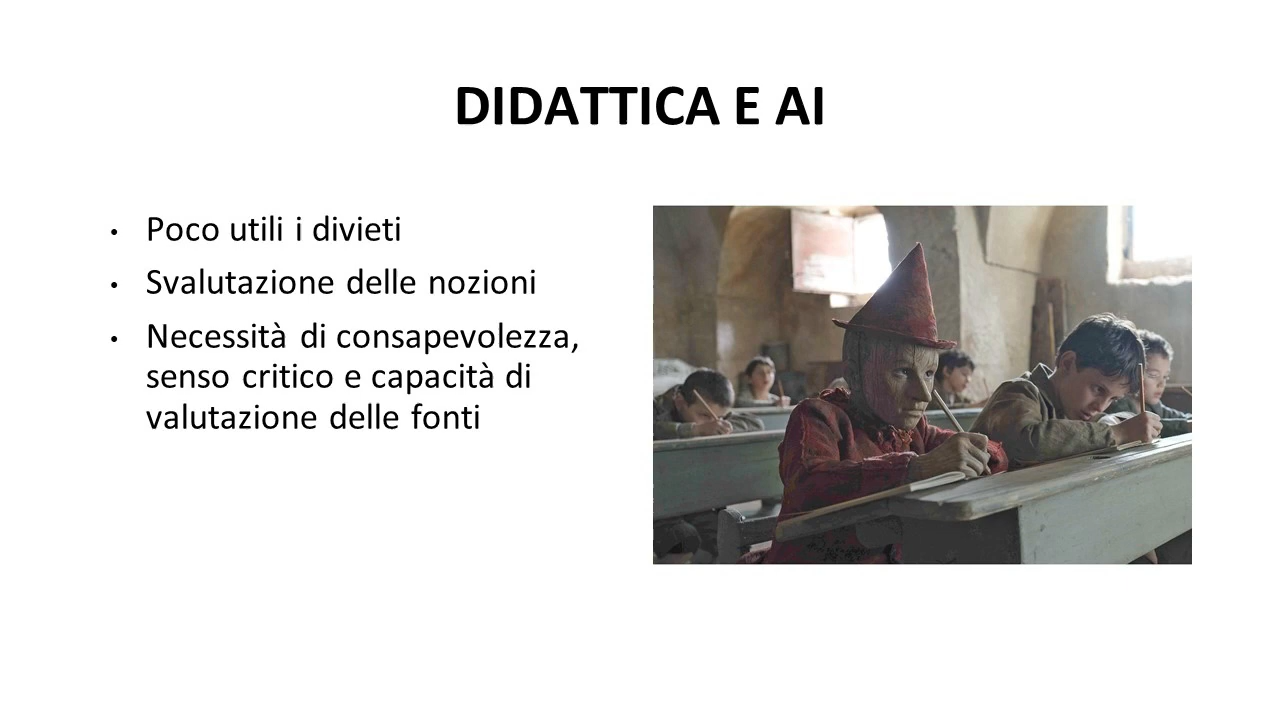 DIDATTICA E AI
• Poco utili i divieti
• Svalutazione delle nozioni
• Necessità di consapevolezza,
senso critico e capacità di
valutazione delle fonti